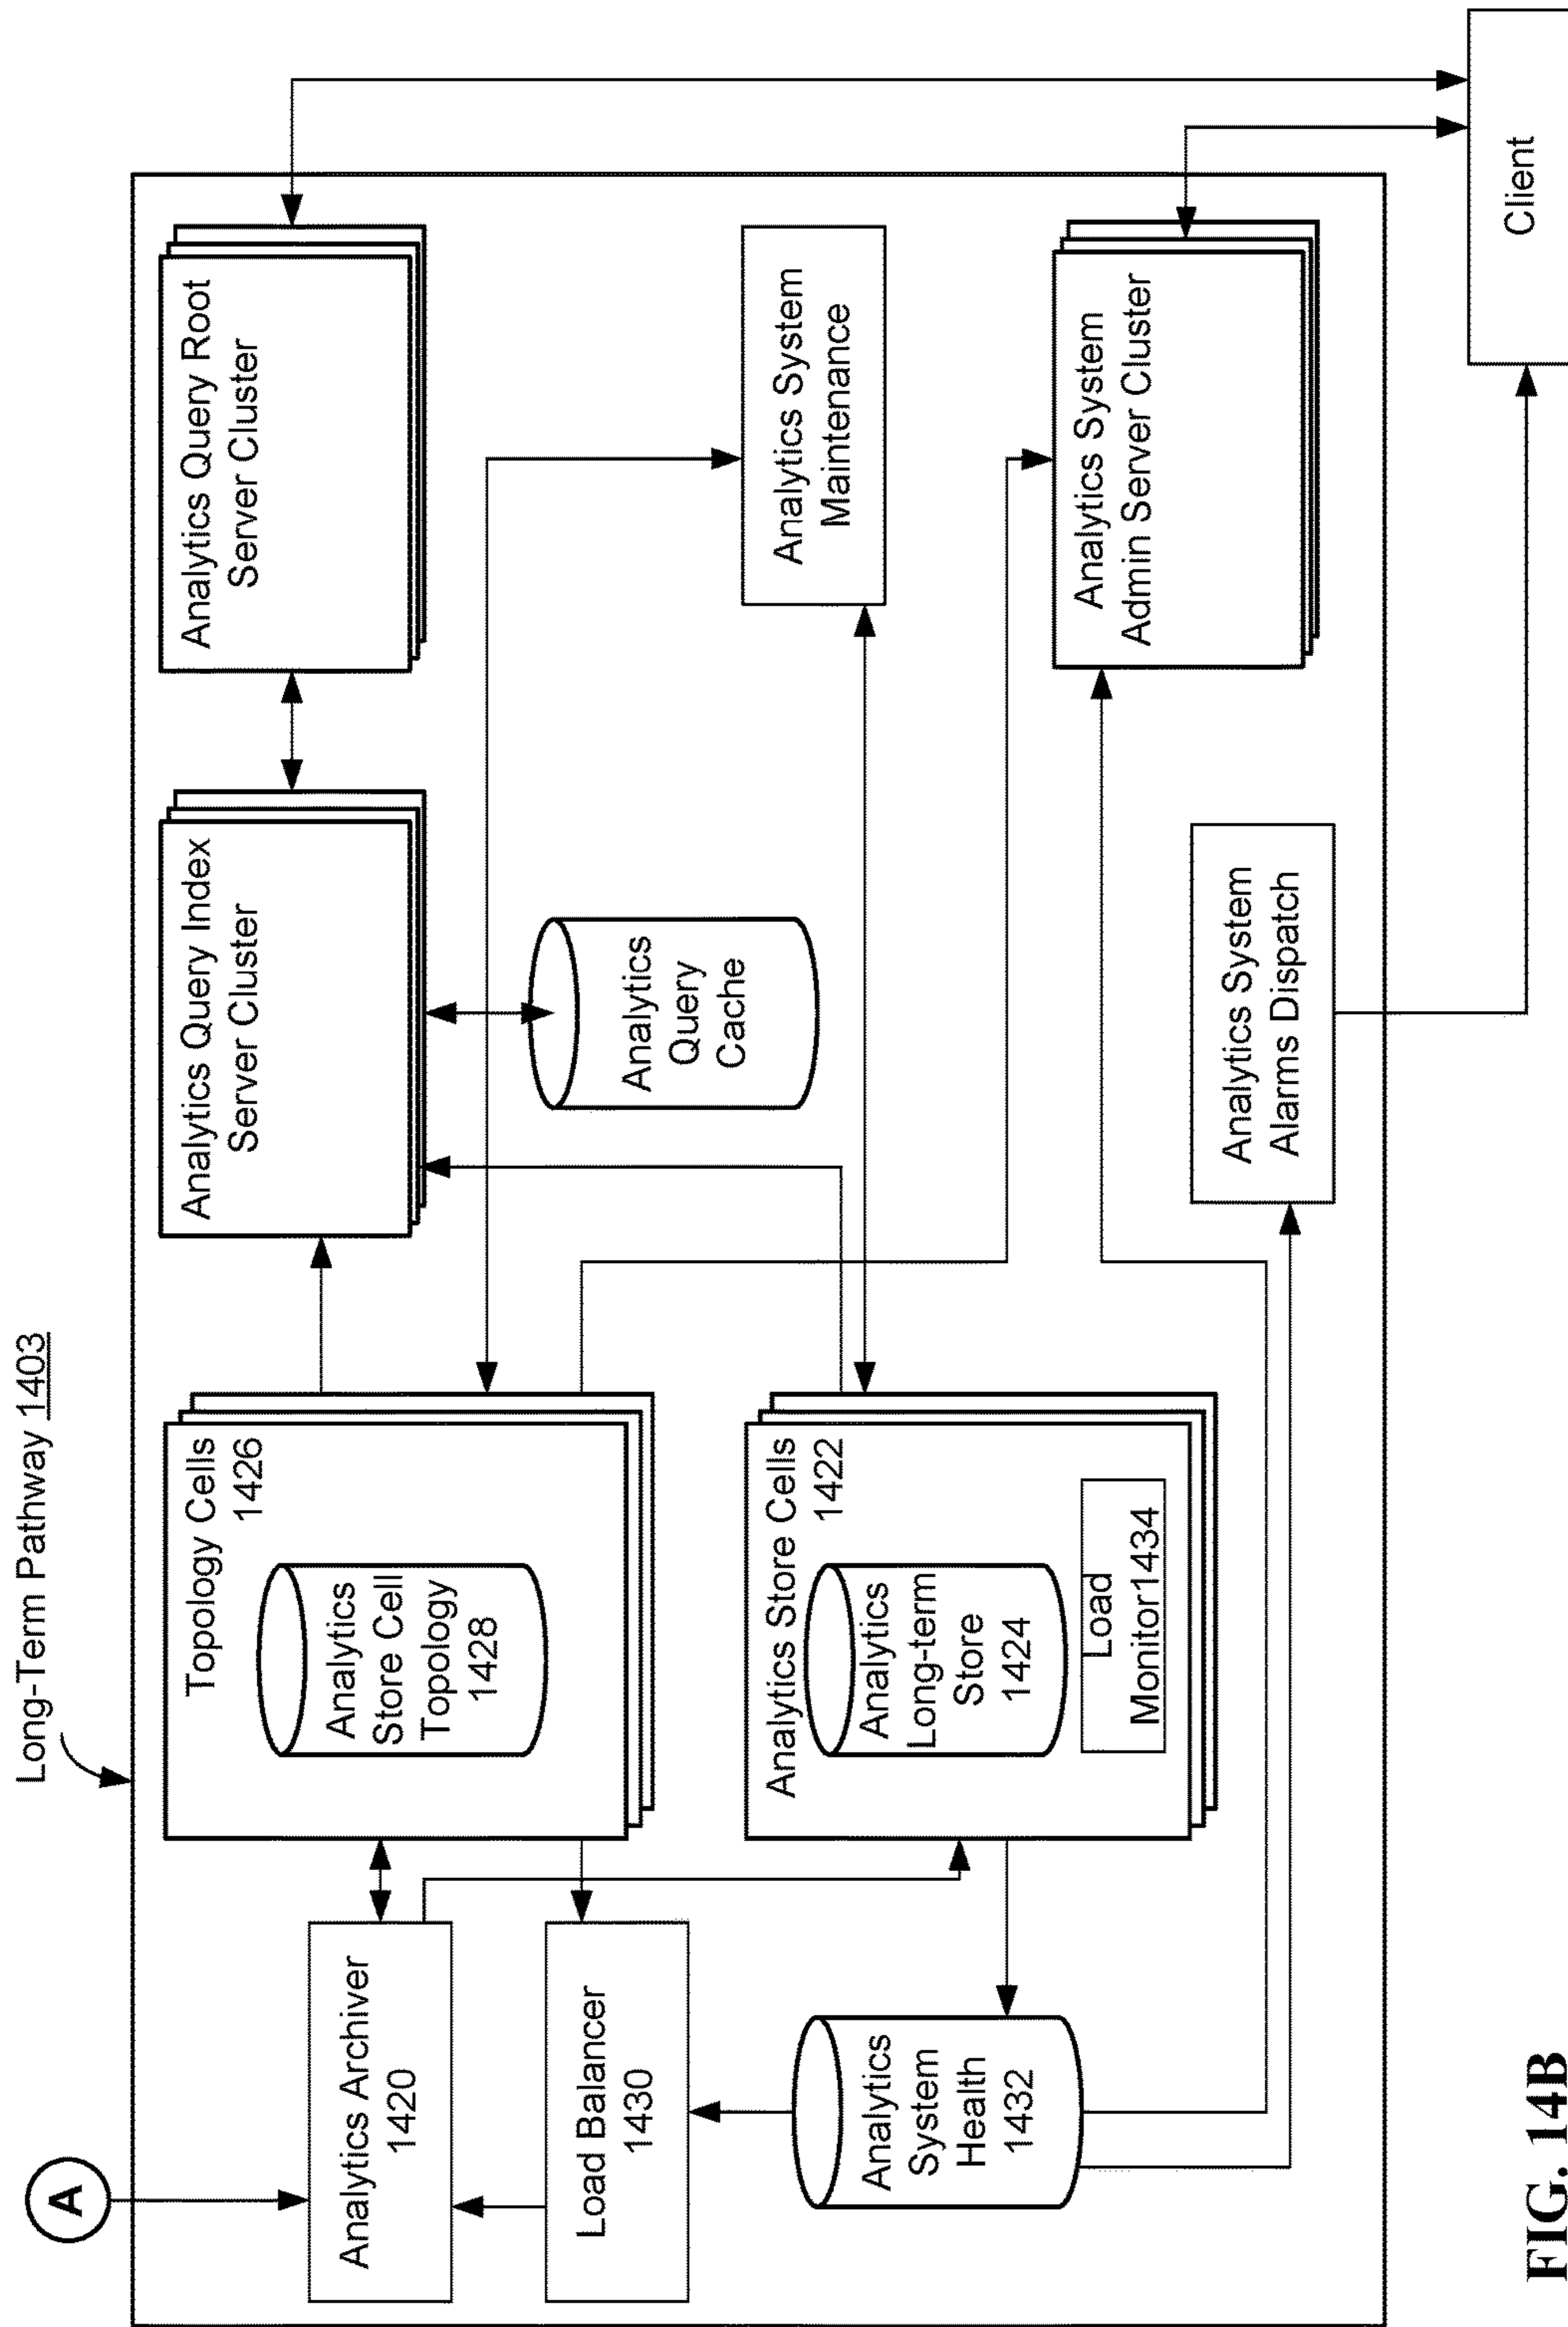 Long-Term Pathway 1403
A
Analytics Archiver
1420
Load Balancer
1430
Analytics
System
Health
1432
Topology Cells
1426
Analytics
Store Cell
Topology
1428
Analytics Store Cells
1422
Analytics
Long-term
Store
1424
Load
Monitor1434
Analytics Query Index
Server Cluster
Analytics
Query
Cache
Analytics System
Alarms Dispatch
Analytics Query Root
Server Cluster
Analytics System
Maintenance
Analytics System
Admin Server Cluster
Client
FIG. 14B